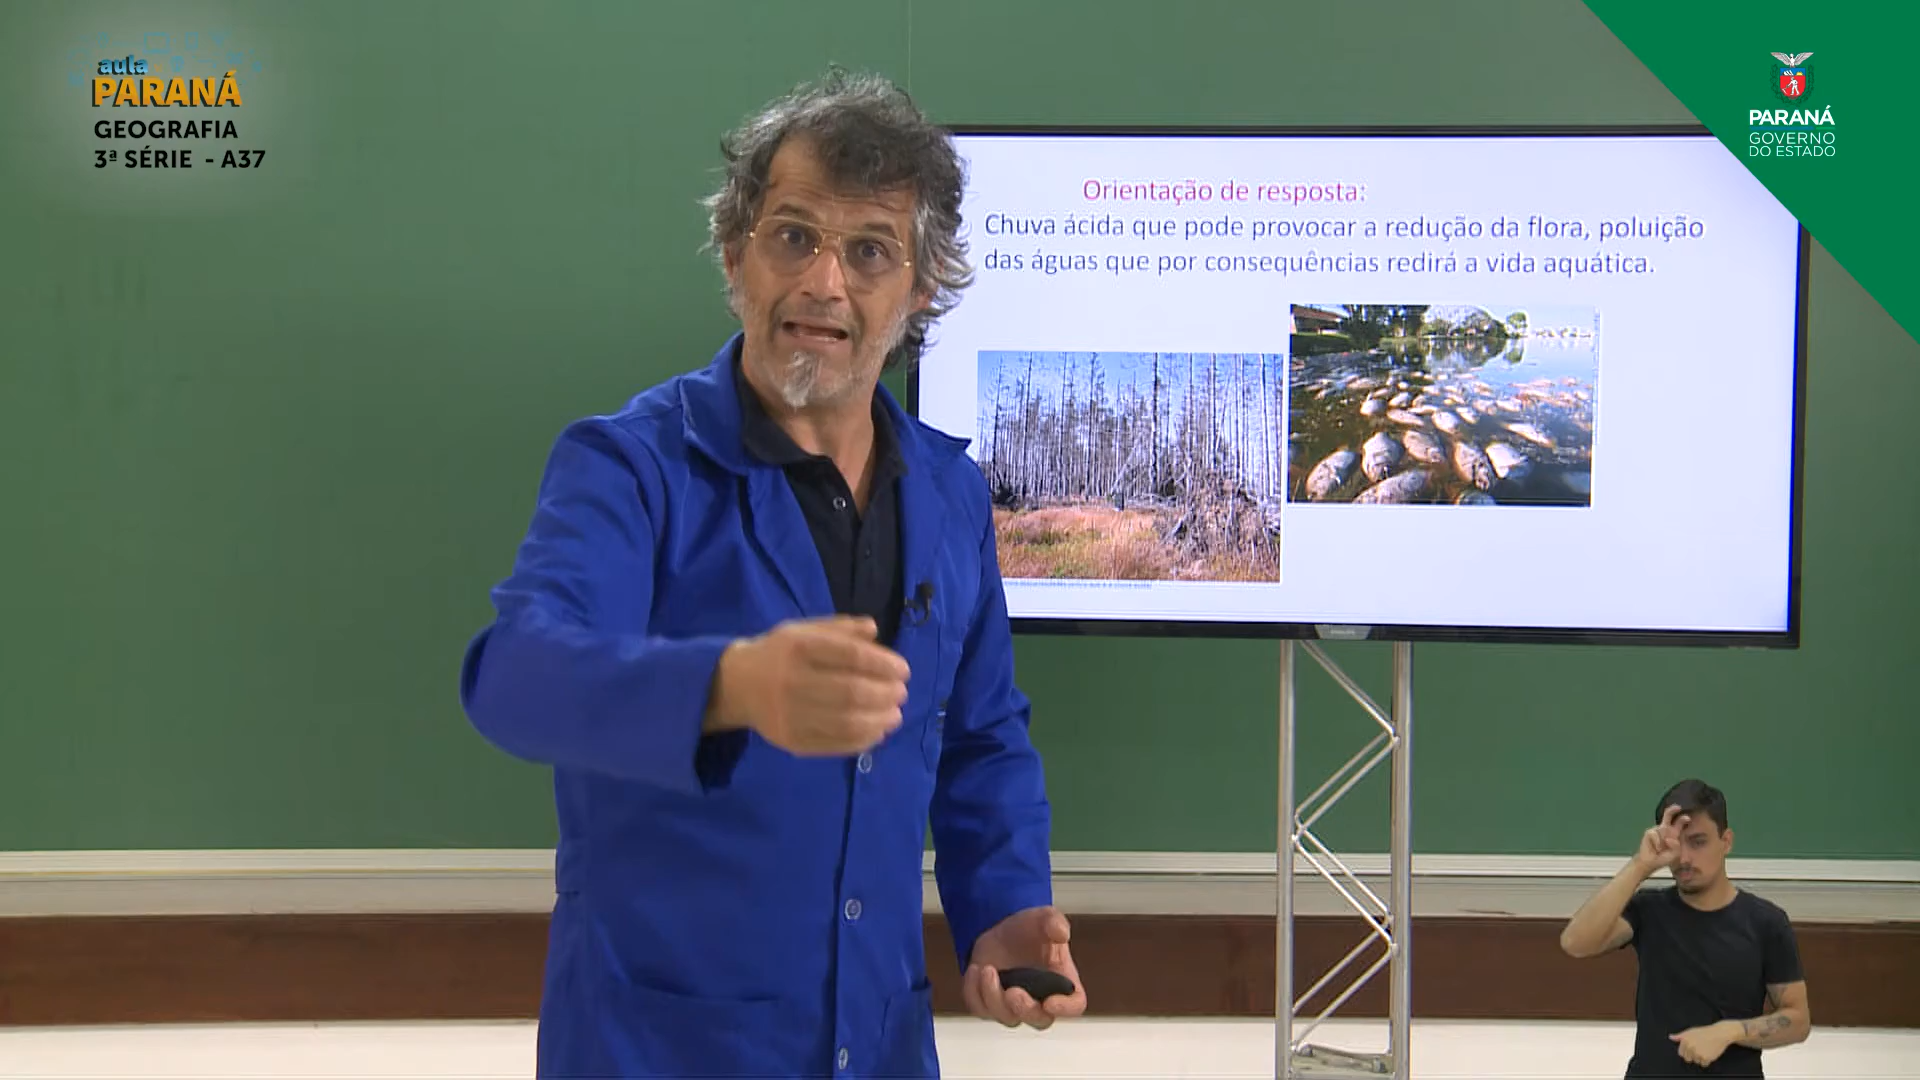 aula
PARANÁ
GEOGRAFIA
3ª SÉRIE - A37
PARANÁ
GOVERNO
DO ESTADO
Orientação de resposta:
Chuva ácida que pode provocar a redução da flora, poluição
das águas que por consequências redirá a vida aquática.